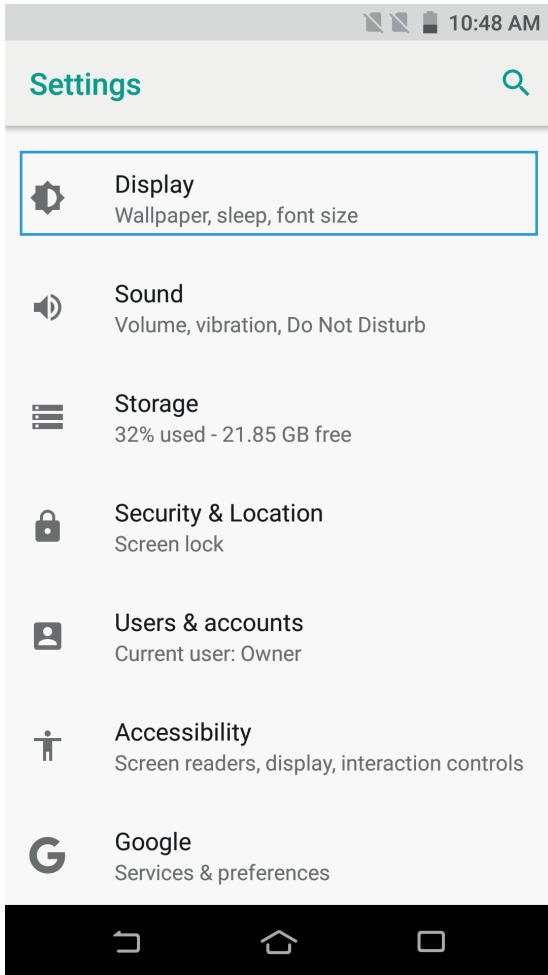 10:48 AM
Settings
Display
Wallpaper, sleep, font size
Sound
Volume, vibration, Do Not Disturb
Storage
32% used - 21.85 GB free
Security & Location
Screen lock
Users & accounts
Current user: Owner
Accessibility
Screen readers, display, interaction controls
Google
Services & preferences